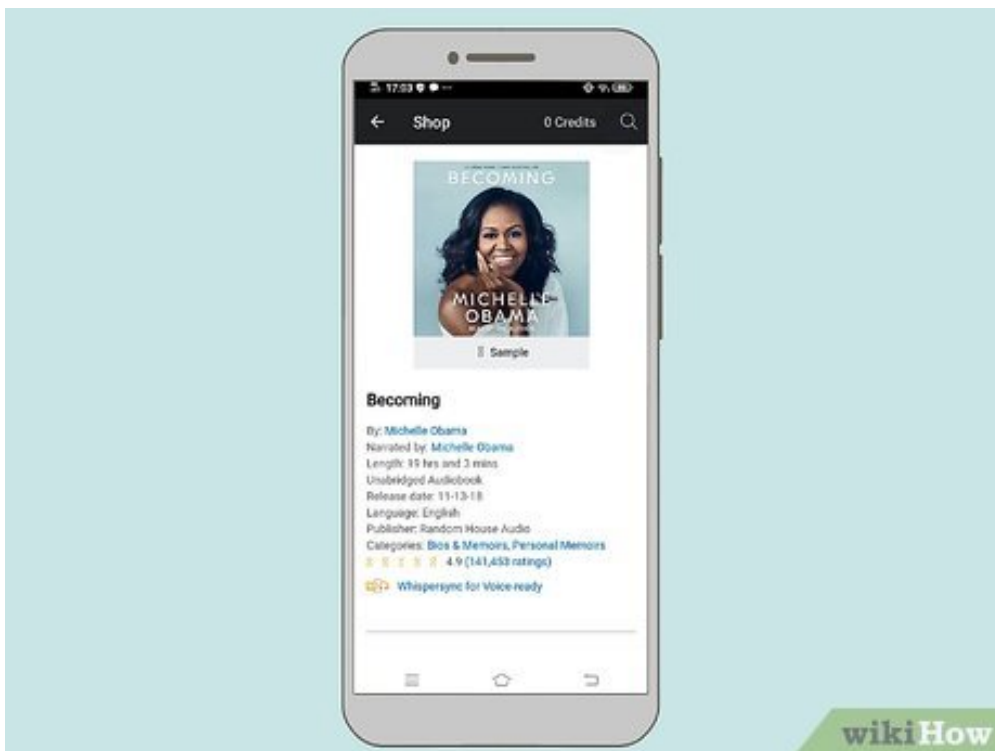 17:03
Shop 0 Credits
BECOMING
MICHELLE
OBAMA
Sample
Becoming
By: Michelle Obama
Narrated by: Michelle Obama
Length: 19 hrs and 3 mins
Unabridged Audiobook
Release date: 11-13-18
Language: English
Publisher: Random House Audio
Categories: Bios & Memoirs, Personal Memoirs
4.9 (141,453 ratings)
Whispersync for Voice-ready
wikiHow